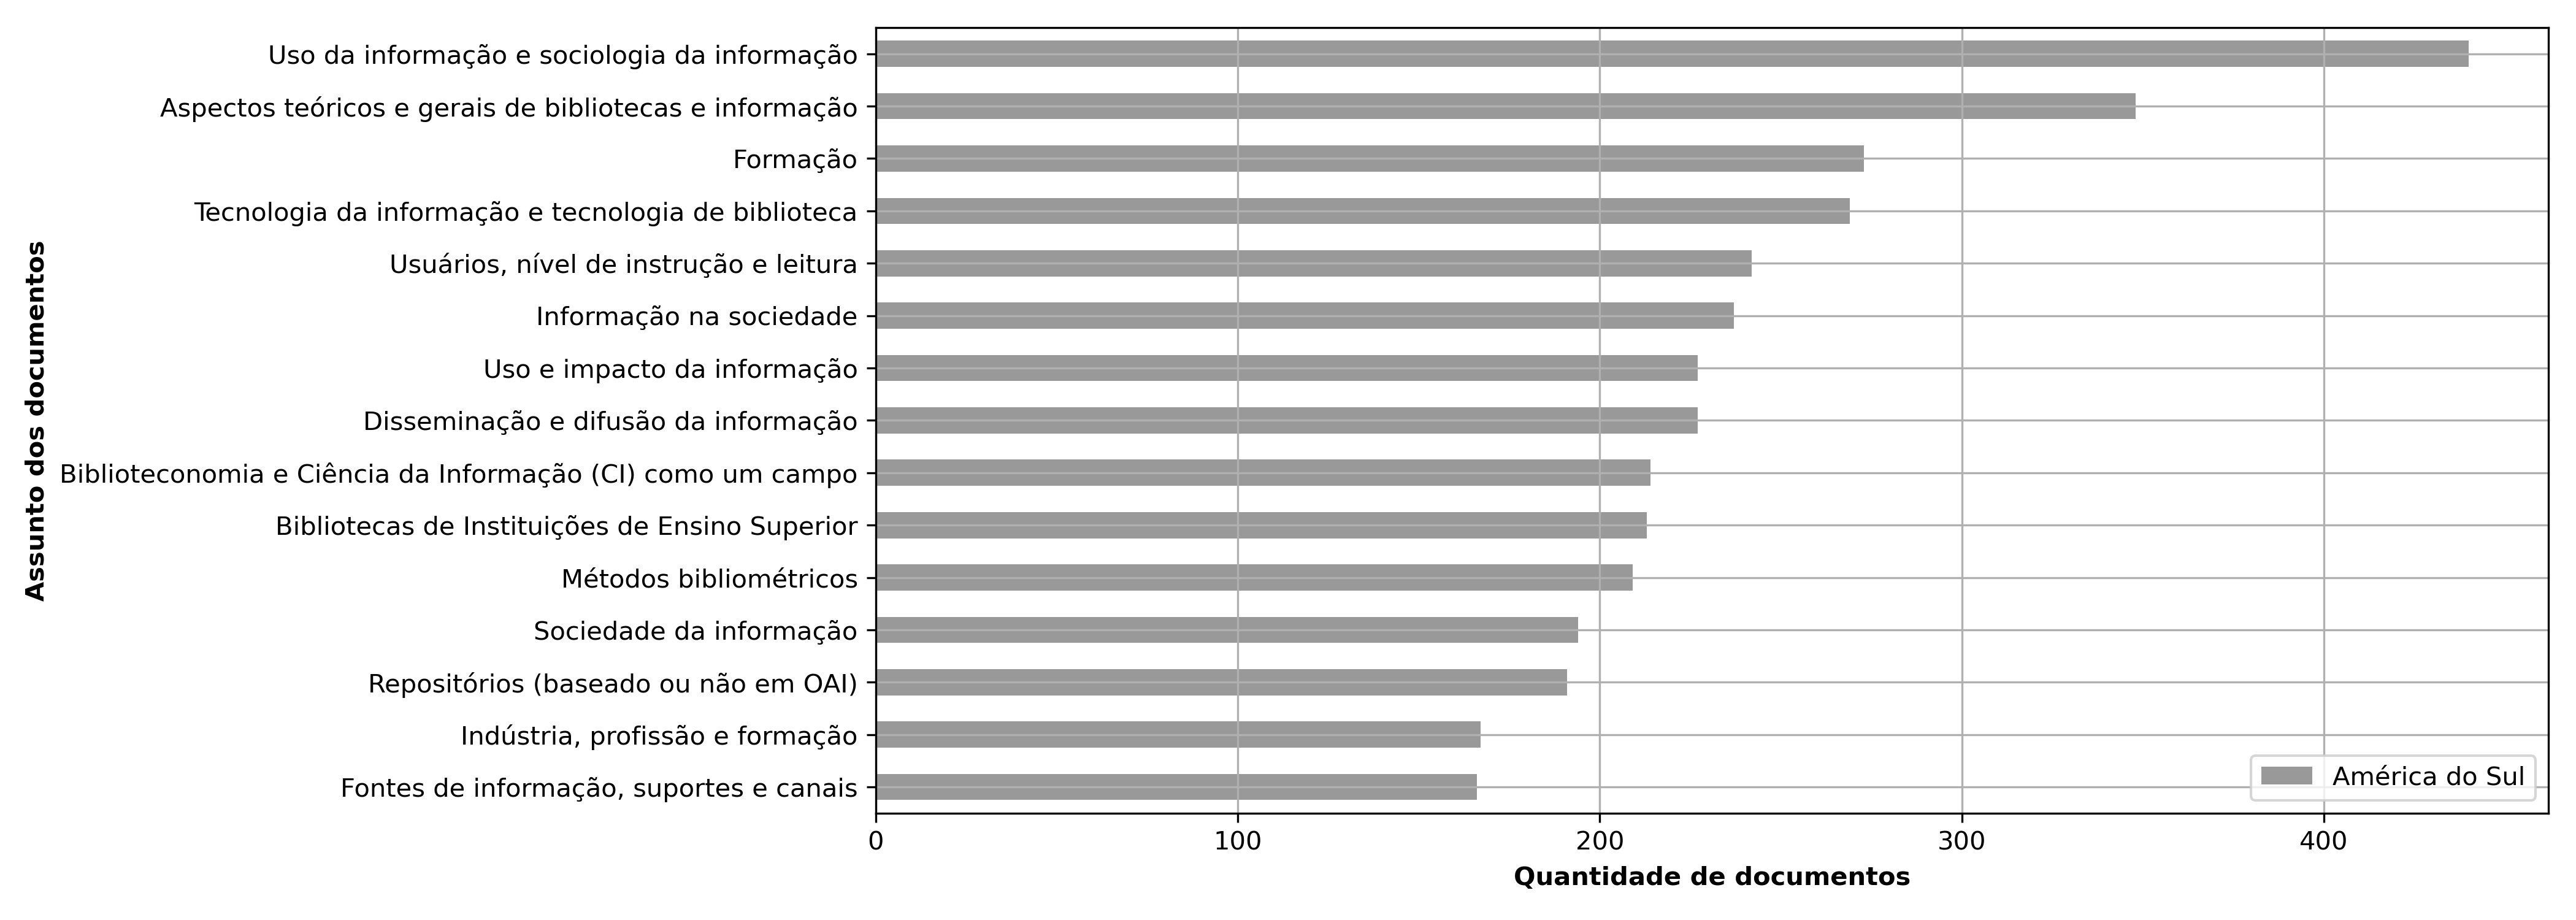 Assunto dos documentos
Uso da informação e sociologia da informação
Aspectos teóricos e gerais de bibliotecas e informação
Formação
Tecnologia da informação e tecnologia de biblioteca
Usuários, nível de instrução e leitura
Informação na sociedade
Uso e impacto da informação
Disseminação e difusão da informação
Biblioteconomia e Ciência da Informação (CI) como um campo
Bibliotecas de Instituições de Ensino Superior
Métodos bibliométricos
Sociedade da informação
Repositórios (baseado ou não em OAI)
Indústria, profissão e formação
Fontes de informação, suportes e canais
América do Sul
0 100 200 300 400
Quantidade de documentos